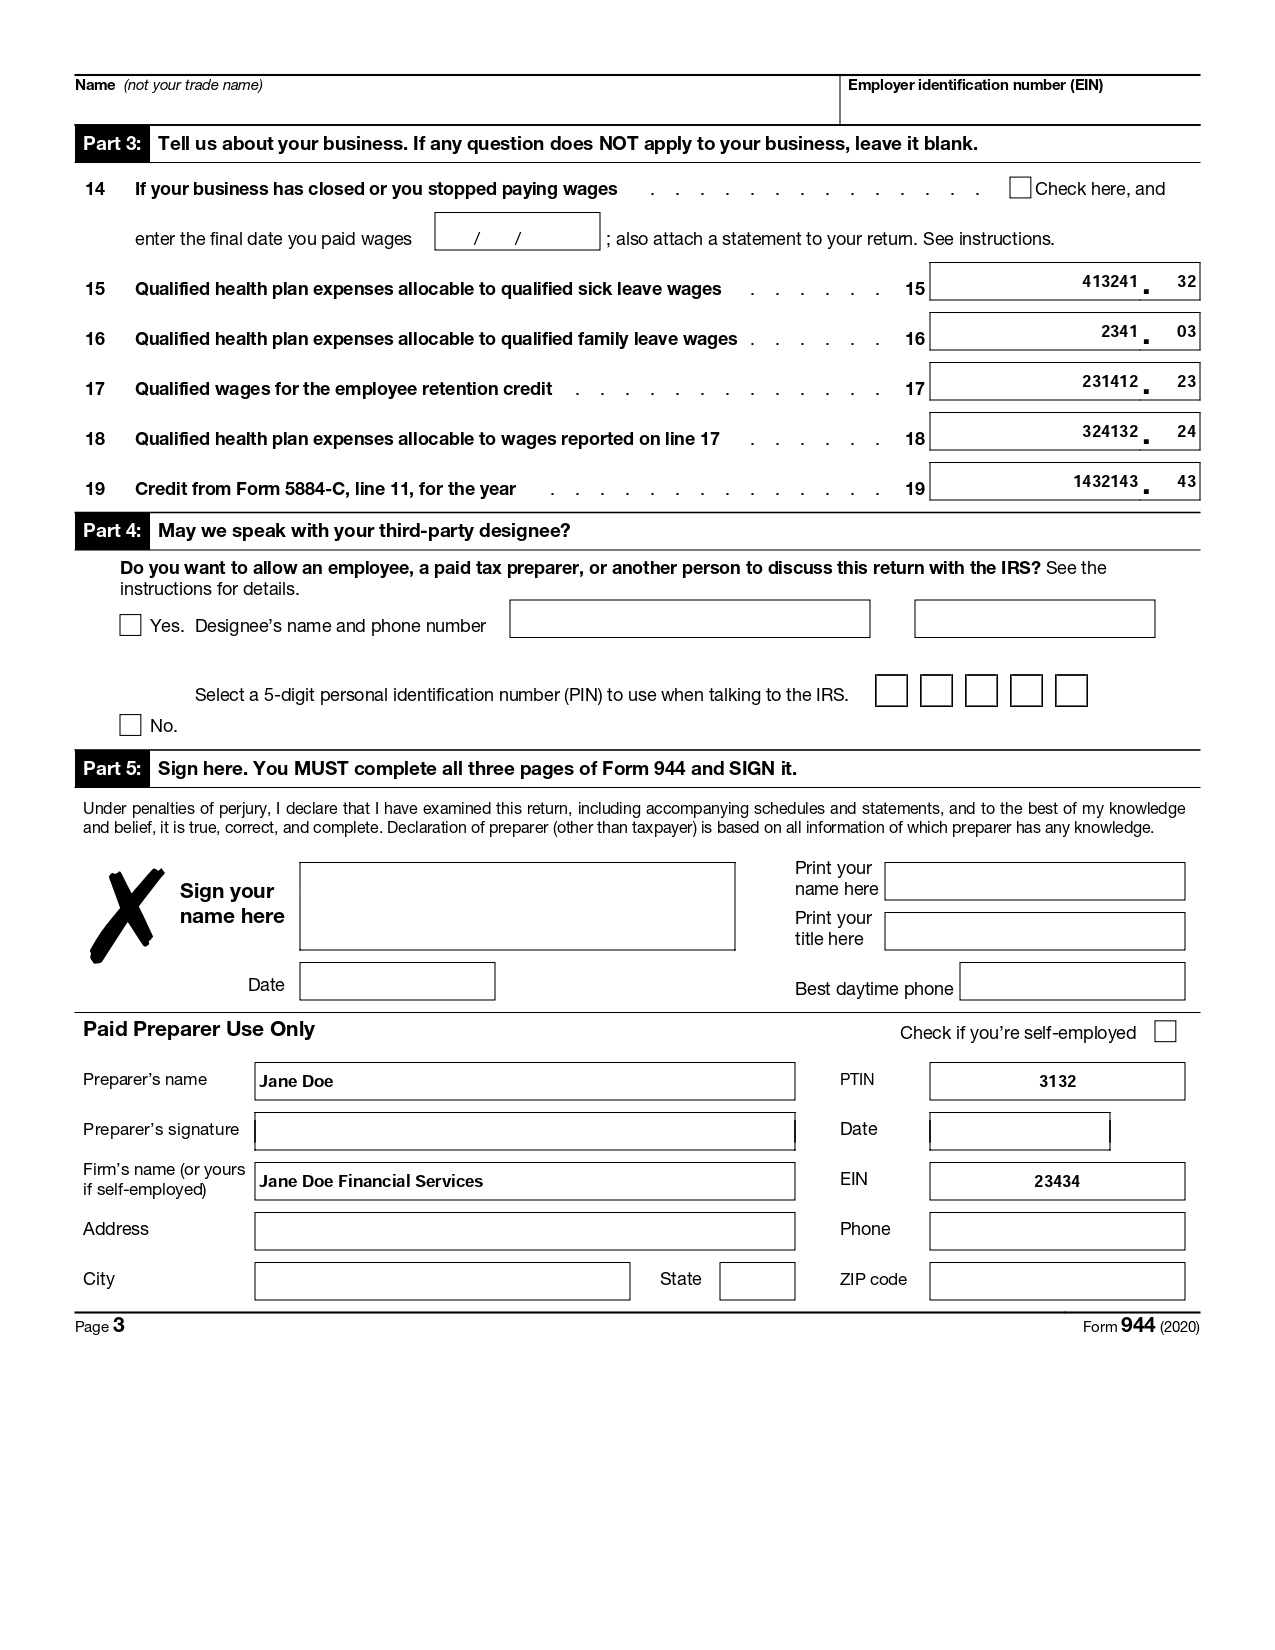 Name (not your trade name) Employer identification number (EIN)
Part 3: Tell us about your business. If any question does NOT apply to your business, leave it blank.
14 If your business has closed or you stopped paying wages . . . . . . . . . . . . . . Check here, and
enter the final date you paid wages / / ; also attach a statement to your return. See instructions.
15 Qualified health plan expenses allocable to qualified sick leave wages . . . . . . 15 413241 . 32
16 Qualified health plan expenses allocable to qualified family leave wages . . . . . . 16 2341 . 03
17 Qualified wages for the employee retention credit . . . . . . . . . . . . . 17 231412 . 23
18 Qualified health plan expenses allocable to wages reported on line 17 . . . . . . 18 324132 . 24
19 Credit from Form 5884-C, line 11, for the year . . . . . . . . . . . . . . 19 1432143 . 43
Part 4: May we speak with your third-party designee?
Do you want to allow an employee, a paid tax preparer, or another person to discuss this return with the IRS? See the
instructions for details.
Yes. Designee's name and phone number
Select a 5-digit personal identification number (PIN) to use when talking to the IRS.
No.
Part 5: Sign here. You MUST complete all three pages of Form 944 and SIGN it.
Under penalties of perjury, I declare that I have examined this return, including accompanying schedules and statements, and to the best of my knowledge
and belief, it is true, correct, and complete. Declaration of preparer (other than taxpayer) is based on all information of which preparer has any knowledge.
Sign your
name here
Print your
name here
Print your
title here
Date
Best daytime phone
Paid Preparer Use Only Check if you're self-employed
Preparer's name Jane Doe PTIN 3132
Preparer's signature Date
Firm's name (or yours
if self-employed) Jane Doe Financial Services EIN 23434
Address Phone
City State ZIP code
Page 3 Form 944 (2020)